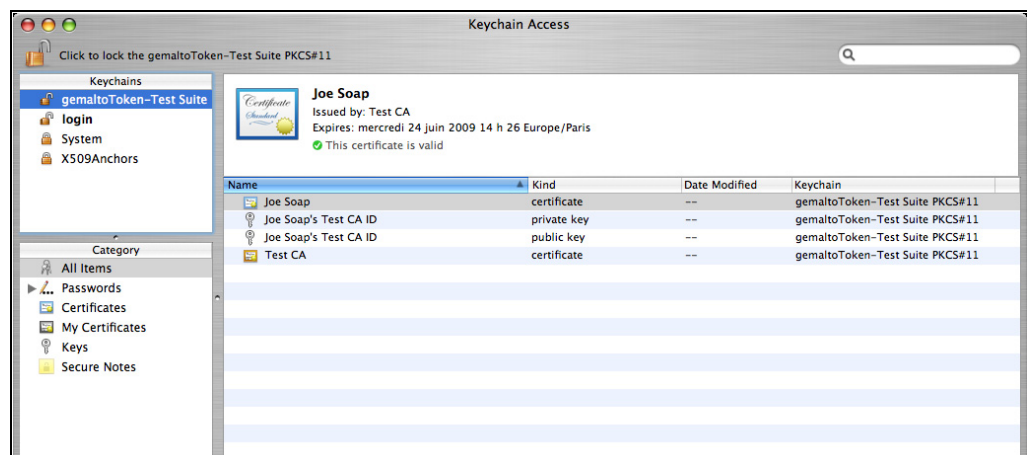 Keychain Access
Click to lock the gemaltoToken-Test Suite PKCS#11
Keychains
gemaltoToken-Test Suite
login
System
X509Anchors
Certificate
Standard
Joe Soap
Issued by: Test CA
Expires: mercredi 24 juin 2009 14 h 26 Europe/Paris
This certificate is valid
Name Kind Date Modified Keychain
Joe Soap certificate -- gemaltoToken-Test Suite PKCS#11
Joe Soap's Test CA ID private key -- gemaltoToken-Test Suite PKCS#11
Joe Soap's Test CA ID public key -- gemaltoToken-Test Suite PKCS#11
Test CA certificate -- gemaltoToken-Test Suite PKCS#11
Category
All Items
Passwords
Certificates
My Certificates
Keys
Secure Notes